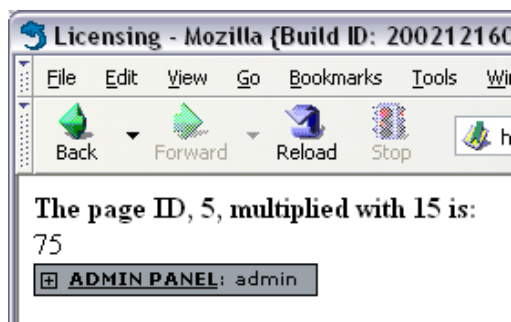 Licensing - Mozilla {Build ID: 200212160
File Edit View Go Bookmarks Tools
Back Forward Reload Stop
The page ID, 5, multiplied with 15 is:
75
ADMIN PANEL: admin